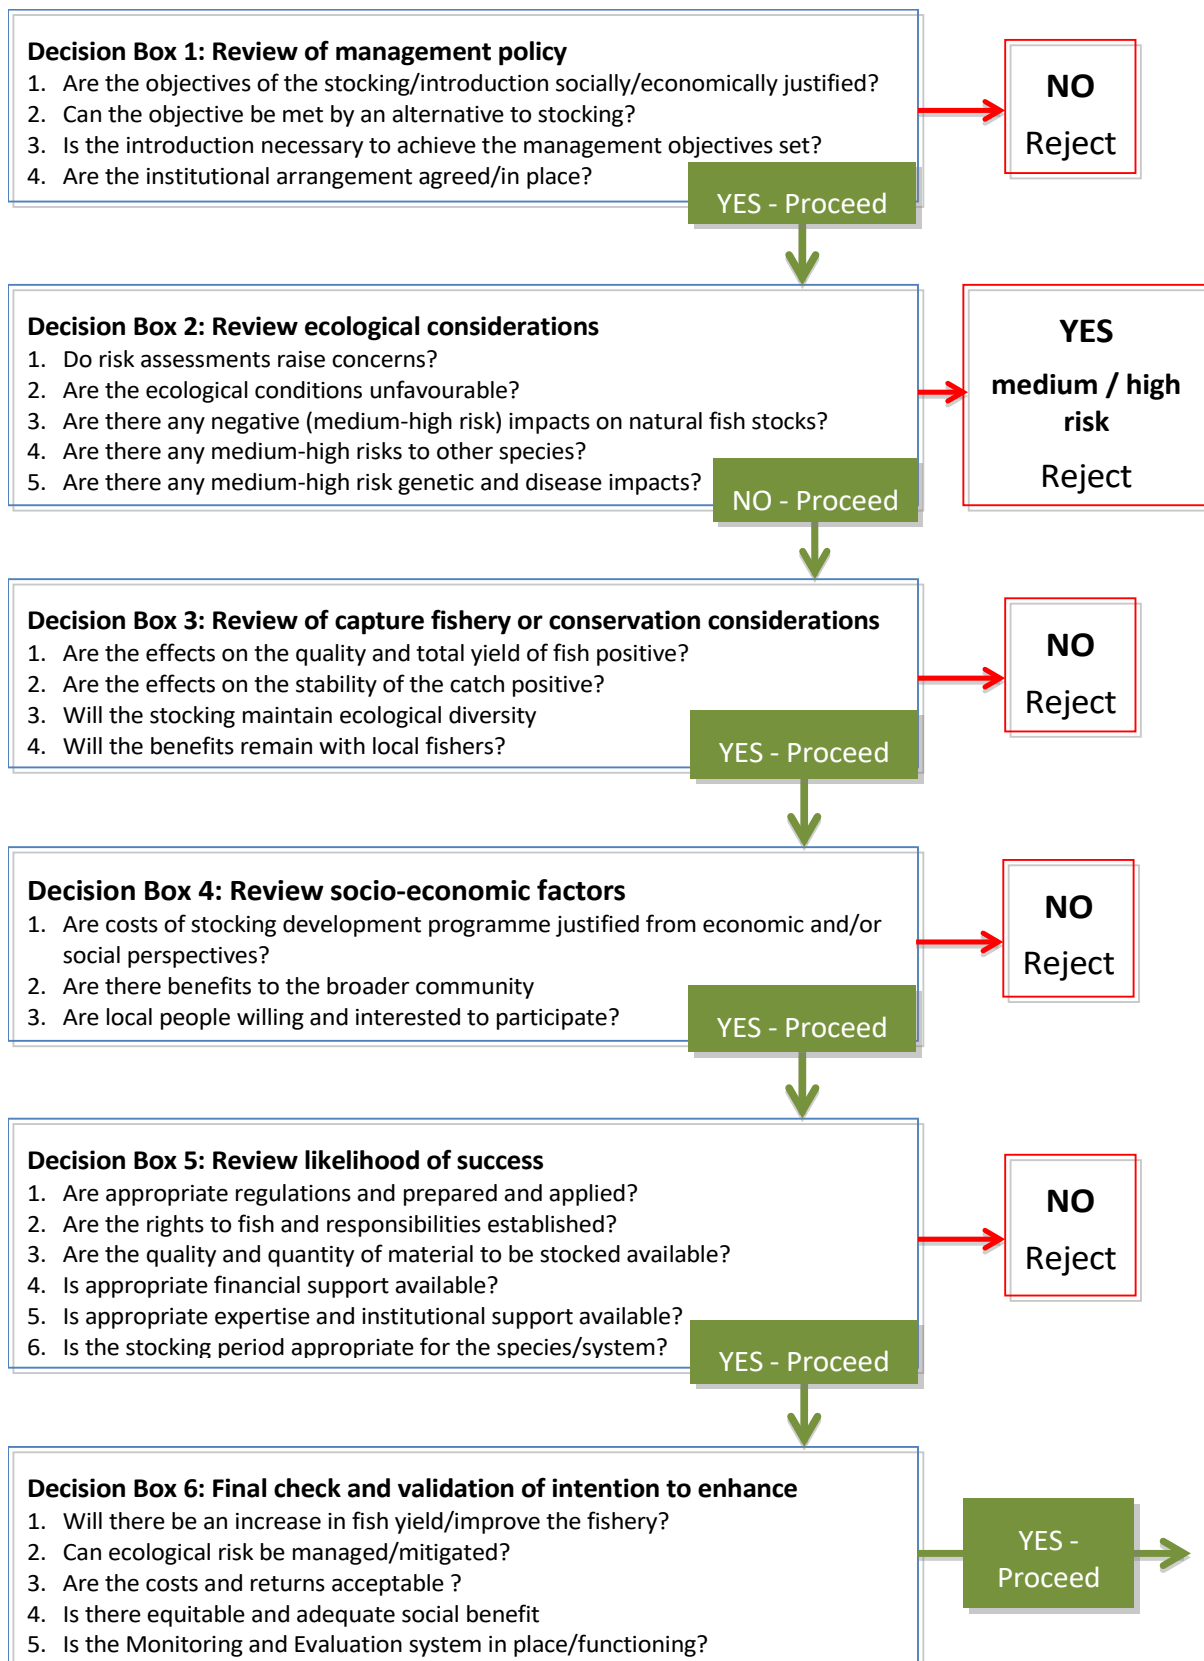 Decision Box 1: Review of management policy
1. Are the objectives of the stocking/introduction socially/economically justified?
2. Can the objective be met by an alternative to stocking?
3. Is the introduction necessary to achieve the management objectives set?
4. Are the institutional arrangement agreed/in place?
NO
Reject
YES - Proceed
Decision Box 2: Review ecological considerations
1. Do risk assessments raise concerns?
2. Are the ecological conditions unfavourable?
3. Are there any negative (medium-high risk) impacts on natural fish stocks?
4. Are there any medium-high risks to other species?
5. Are there any medium-high risk genetic and disease impacts?
YES
medium / high
risk
Reject
NO - Proceed
Decision Box 3: Review of capture fishery or conservation considerations
1. Are the effects on the quality and total yield of fish positive?
2. Are the effects on the stability of the catch positive?
3. Will the stocking maintain ecological diversity
4. Will the benefits remain with local fishers?
NO
Reject
YES - Proceed
Decision Box 4: Review socio-economic factors
1. Are costs of stocking development programme justified from economic and/or
social perspectives?
2. Are there benefits to the broader community
3. Are local people willing and interested to participate?
NO
Reject
YES - Proceed
Decision Box 5: Review likelihood of success
1. Are appropriate regulations and prepared and applied?
2. Are the rights to fish and responsibilities established?
3. Are the quality and quantity of material to be stocked available?
4. Is appropriate financial support available?
5. Is appropriate expertise and institutional support available?
6. Is the stocking period appropriate for the species/system?
NO
Reject
YES - Proceed
Decision Box 6: Final check and validation of intention to enhance
1. Will there be an increase in fish yield/improve the fishery?
2. Can ecological risk be managed/mitigated?
3. Are the costs and returns acceptable ?
4. Is there equitable and adequate social benefit
5. Is the Monitoring and Evaluation system in place/functioning?
YES -
Proceed